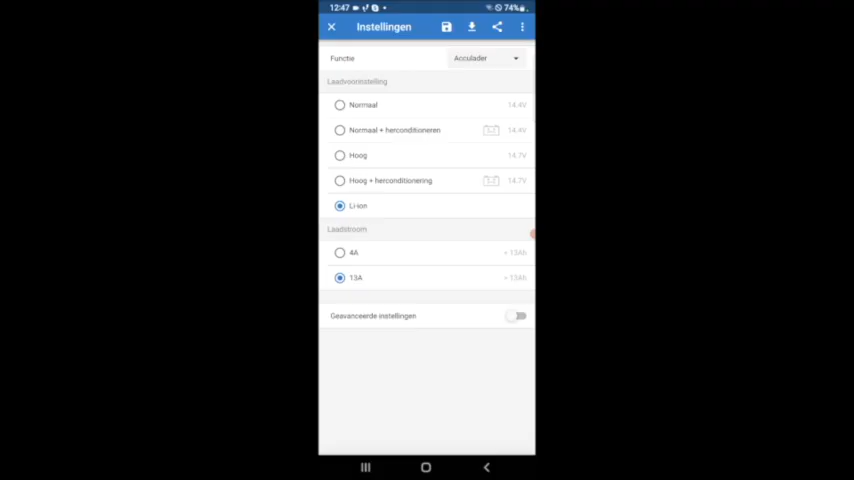 12:47 74%
Instellingen
Functie Acculader
Laadvoorinstelling
Normaal 14.4V
Normaal + herconditioneren 14.4V
Hoog 14.7V
Hoog + herconditionering 14.7V
Li-ion
Laadstroom
4A < 13Ah
13A > 13Ah
Geavanceerde instellingen